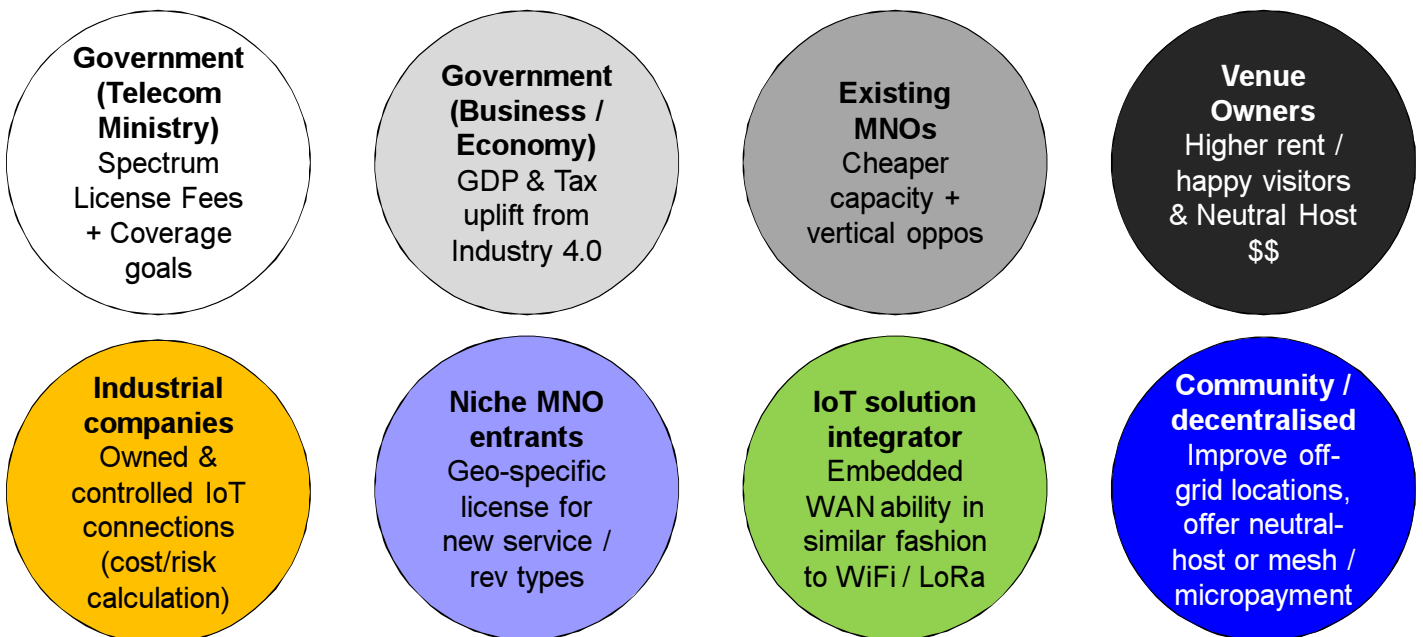 Government
(Telecom
Ministry)
Spectrum
License Fees
+ Coverage
goals
Government
(Business /
Economy)
GDP & Tax
uplift from
Industry 4.0
Existing
MNOs
Cheaper
capacity +
vertical oppos
Venue
Owners
Higher rent /
happy visitors
& Neutral Host
$$
Industrial
companies
Owned &
controlled IoT
connections
(cost/risk
calculation)
Niche MNO
entrants
Geo-specific
license for
new service /
rev types
IoT solution
integrator
Embedded
WAN ability in
similar fashion
to WiFi / LoRa
Community /
decentralised
Improve off-
grid locations,
offer neutral-
host or mesh /
micropayment